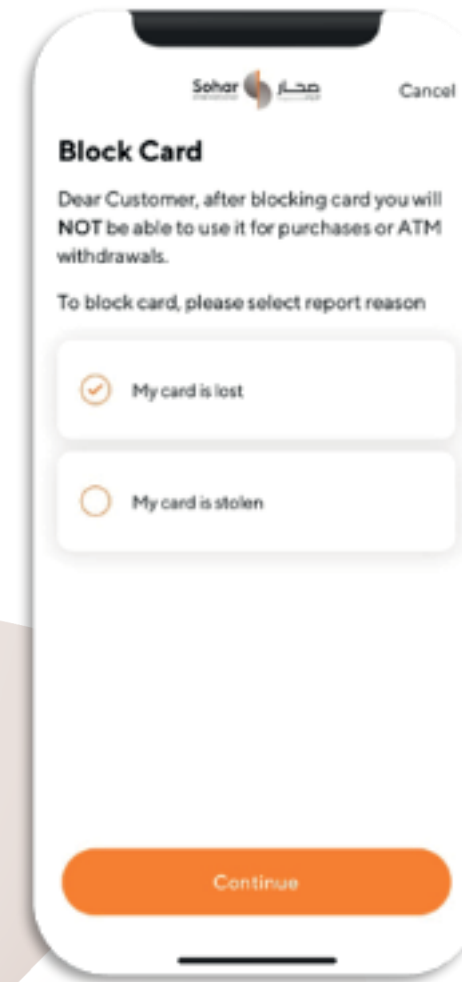 Sohar صحار
Cancel
Block Card
Dear Customer, after blocking card you will
NOT be able to use it for purchases or ATM
withdrawals.
To block card, please select report reason
My card is lost
My card is stolen
Continue